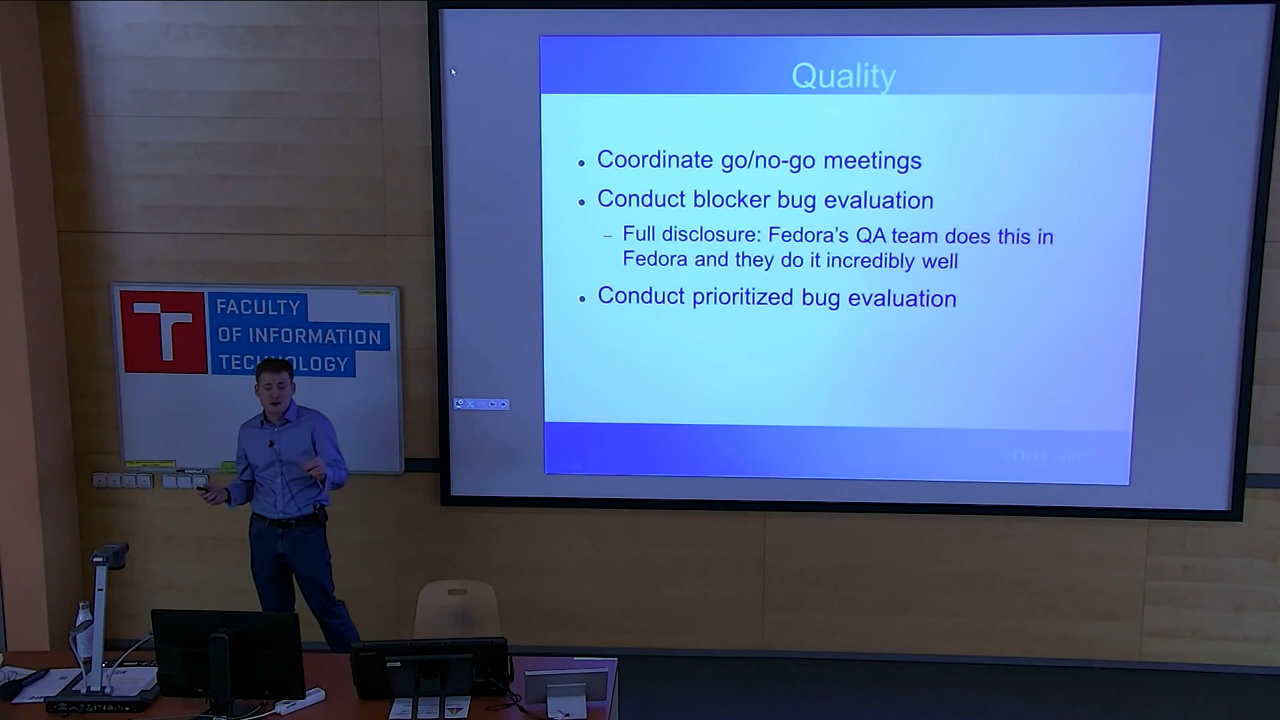 Quality
Coordinate go/no-go meetings
Conduct blocker bug evaluation
– Full disclosure: Fedora's QA team does this in
Fedora and they do it incredibly well
Conduct prioritized bug evaluation
FACULTY
OF INFORMATION
TECHNOLOGY